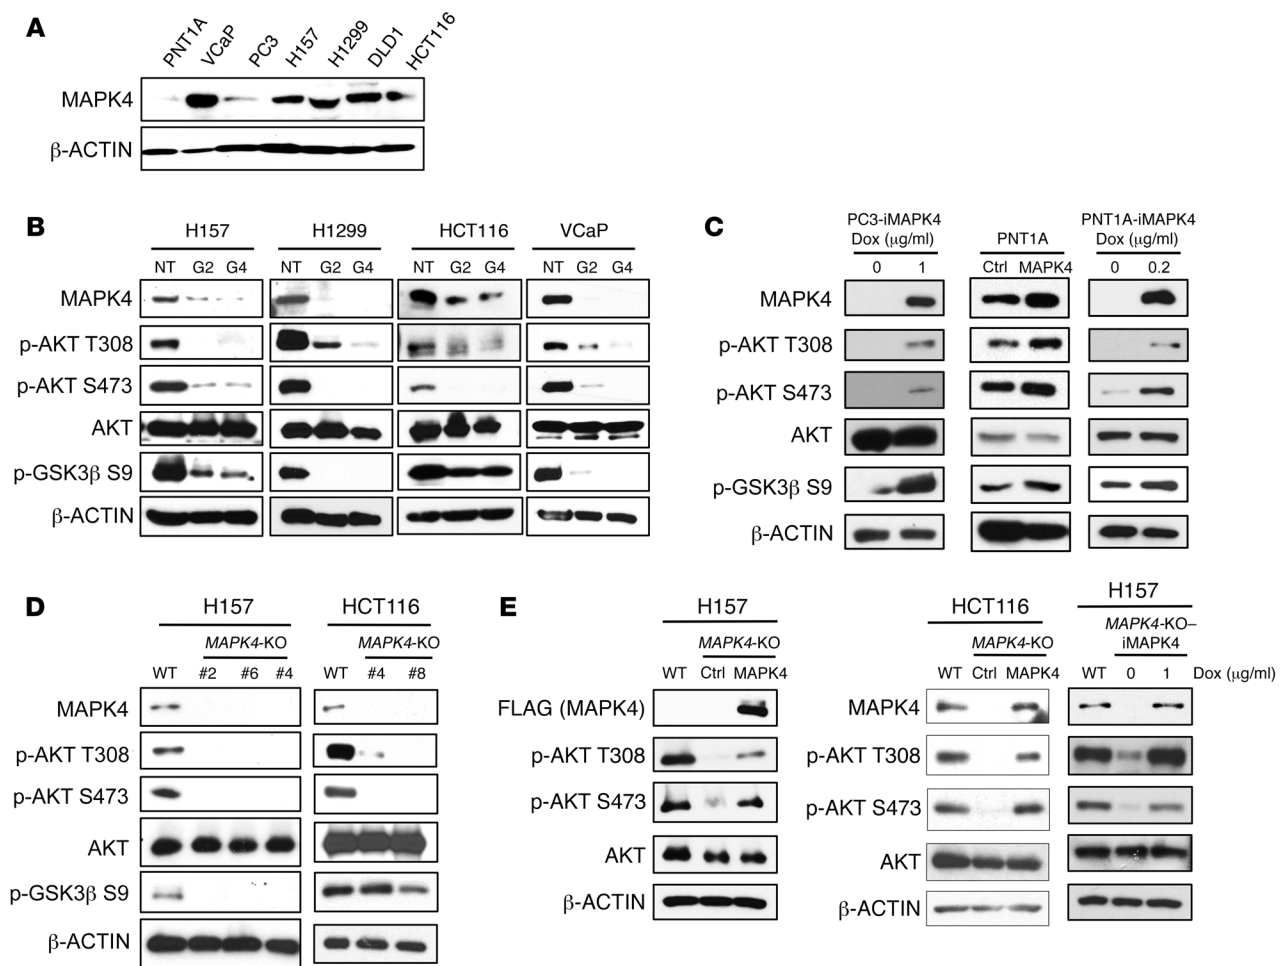 A
PNT1A VCaP PC3 H157 H1299 DLD1 HCT116
MAPK4
β-ACTIN
B
H157 H1299 HCT116 VCaP
NT G2 G4 NT G2 G4 NT G2 G4 NT G2 G4
MAPK4
p-AKT T308
p-AKT S473
AKT
p-GSK3β S9
β-ACTIN
C
PC3-iMAPK4 PNT1A PNT1A-iMAPK4
Dox (µg/ml) Dox (µg/ml)
0 1 Ctrl MAPK4 0 0.2
MAPK4
p-AKT T308
p-AKT S473
AKT
p-GSK3β S9
β-ACTIN
D
H157 HCT116
MAPK4-KO MAPK4-KO
WT #2 #6 #4 WT #4 #8
MAPK4
p-AKT T308
p-AKT S473
AKT
p-GSK3β S9
β-ACTIN
E
H157
MAPK4-KO
WT Ctrl MAPK4
FLAG (MAPK4)
p-AKT T308
p-AKT S473
AKT
β-ACTIN
HCT116
MAPK4-KO
WT Ctrl MAPK4
H157
MAPK4-KO–
iMAPK4
WT 0 1 Dox (µg/ml)
MAPK4
p-AKT T308
p-AKT S473
AKT
β-ACTIN